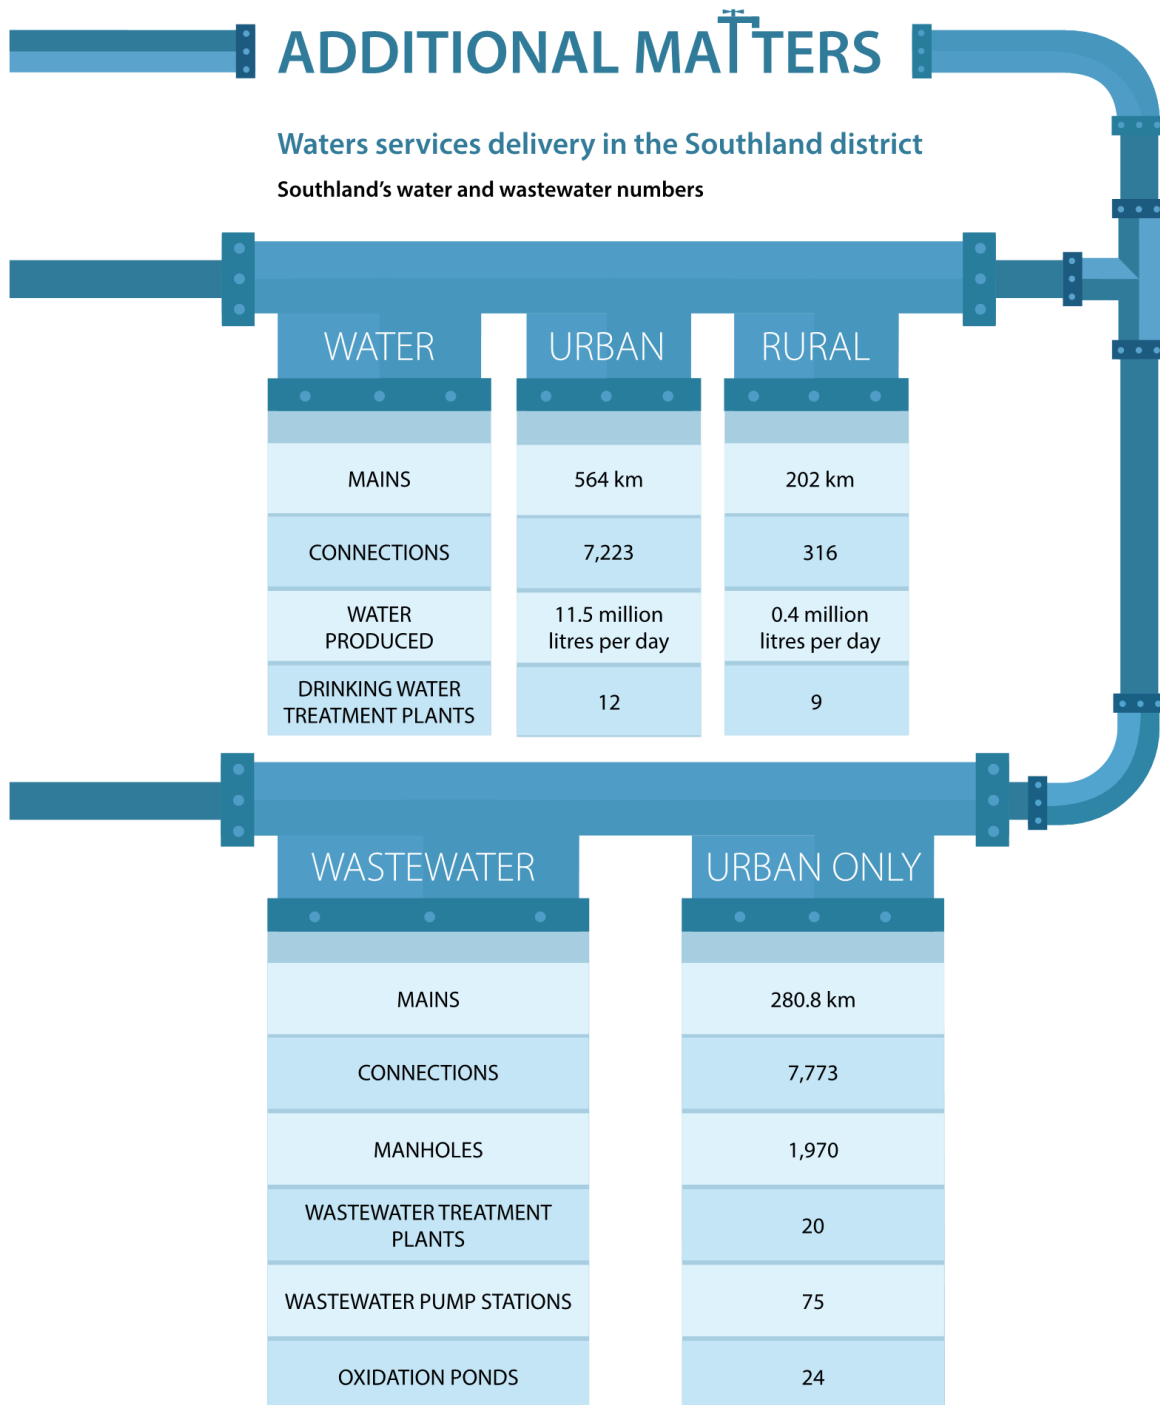 ADDITIONAL MATTERS
Waters services delivery in the Southland district
Southland's water and wastewater numbers
WATER URBAN RURAL
MAINS 564 km 202 km
CONNECTIONS 7,223 316
WATER 11.5 million 0.4 million
PRODUCED litres per day litres per day
DRINKING WATER
TREATMENT PLANTS 12 9
WASTEWATER URBAN ONLY
MAINS 280.8 km
CONNECTIONS 7,773
MANHOLES 1,970
WASTEWATER TREATMENT
PLANTS 20
WASTEWATER PUMP STATIONS 75
OXIDATION PONDS 24